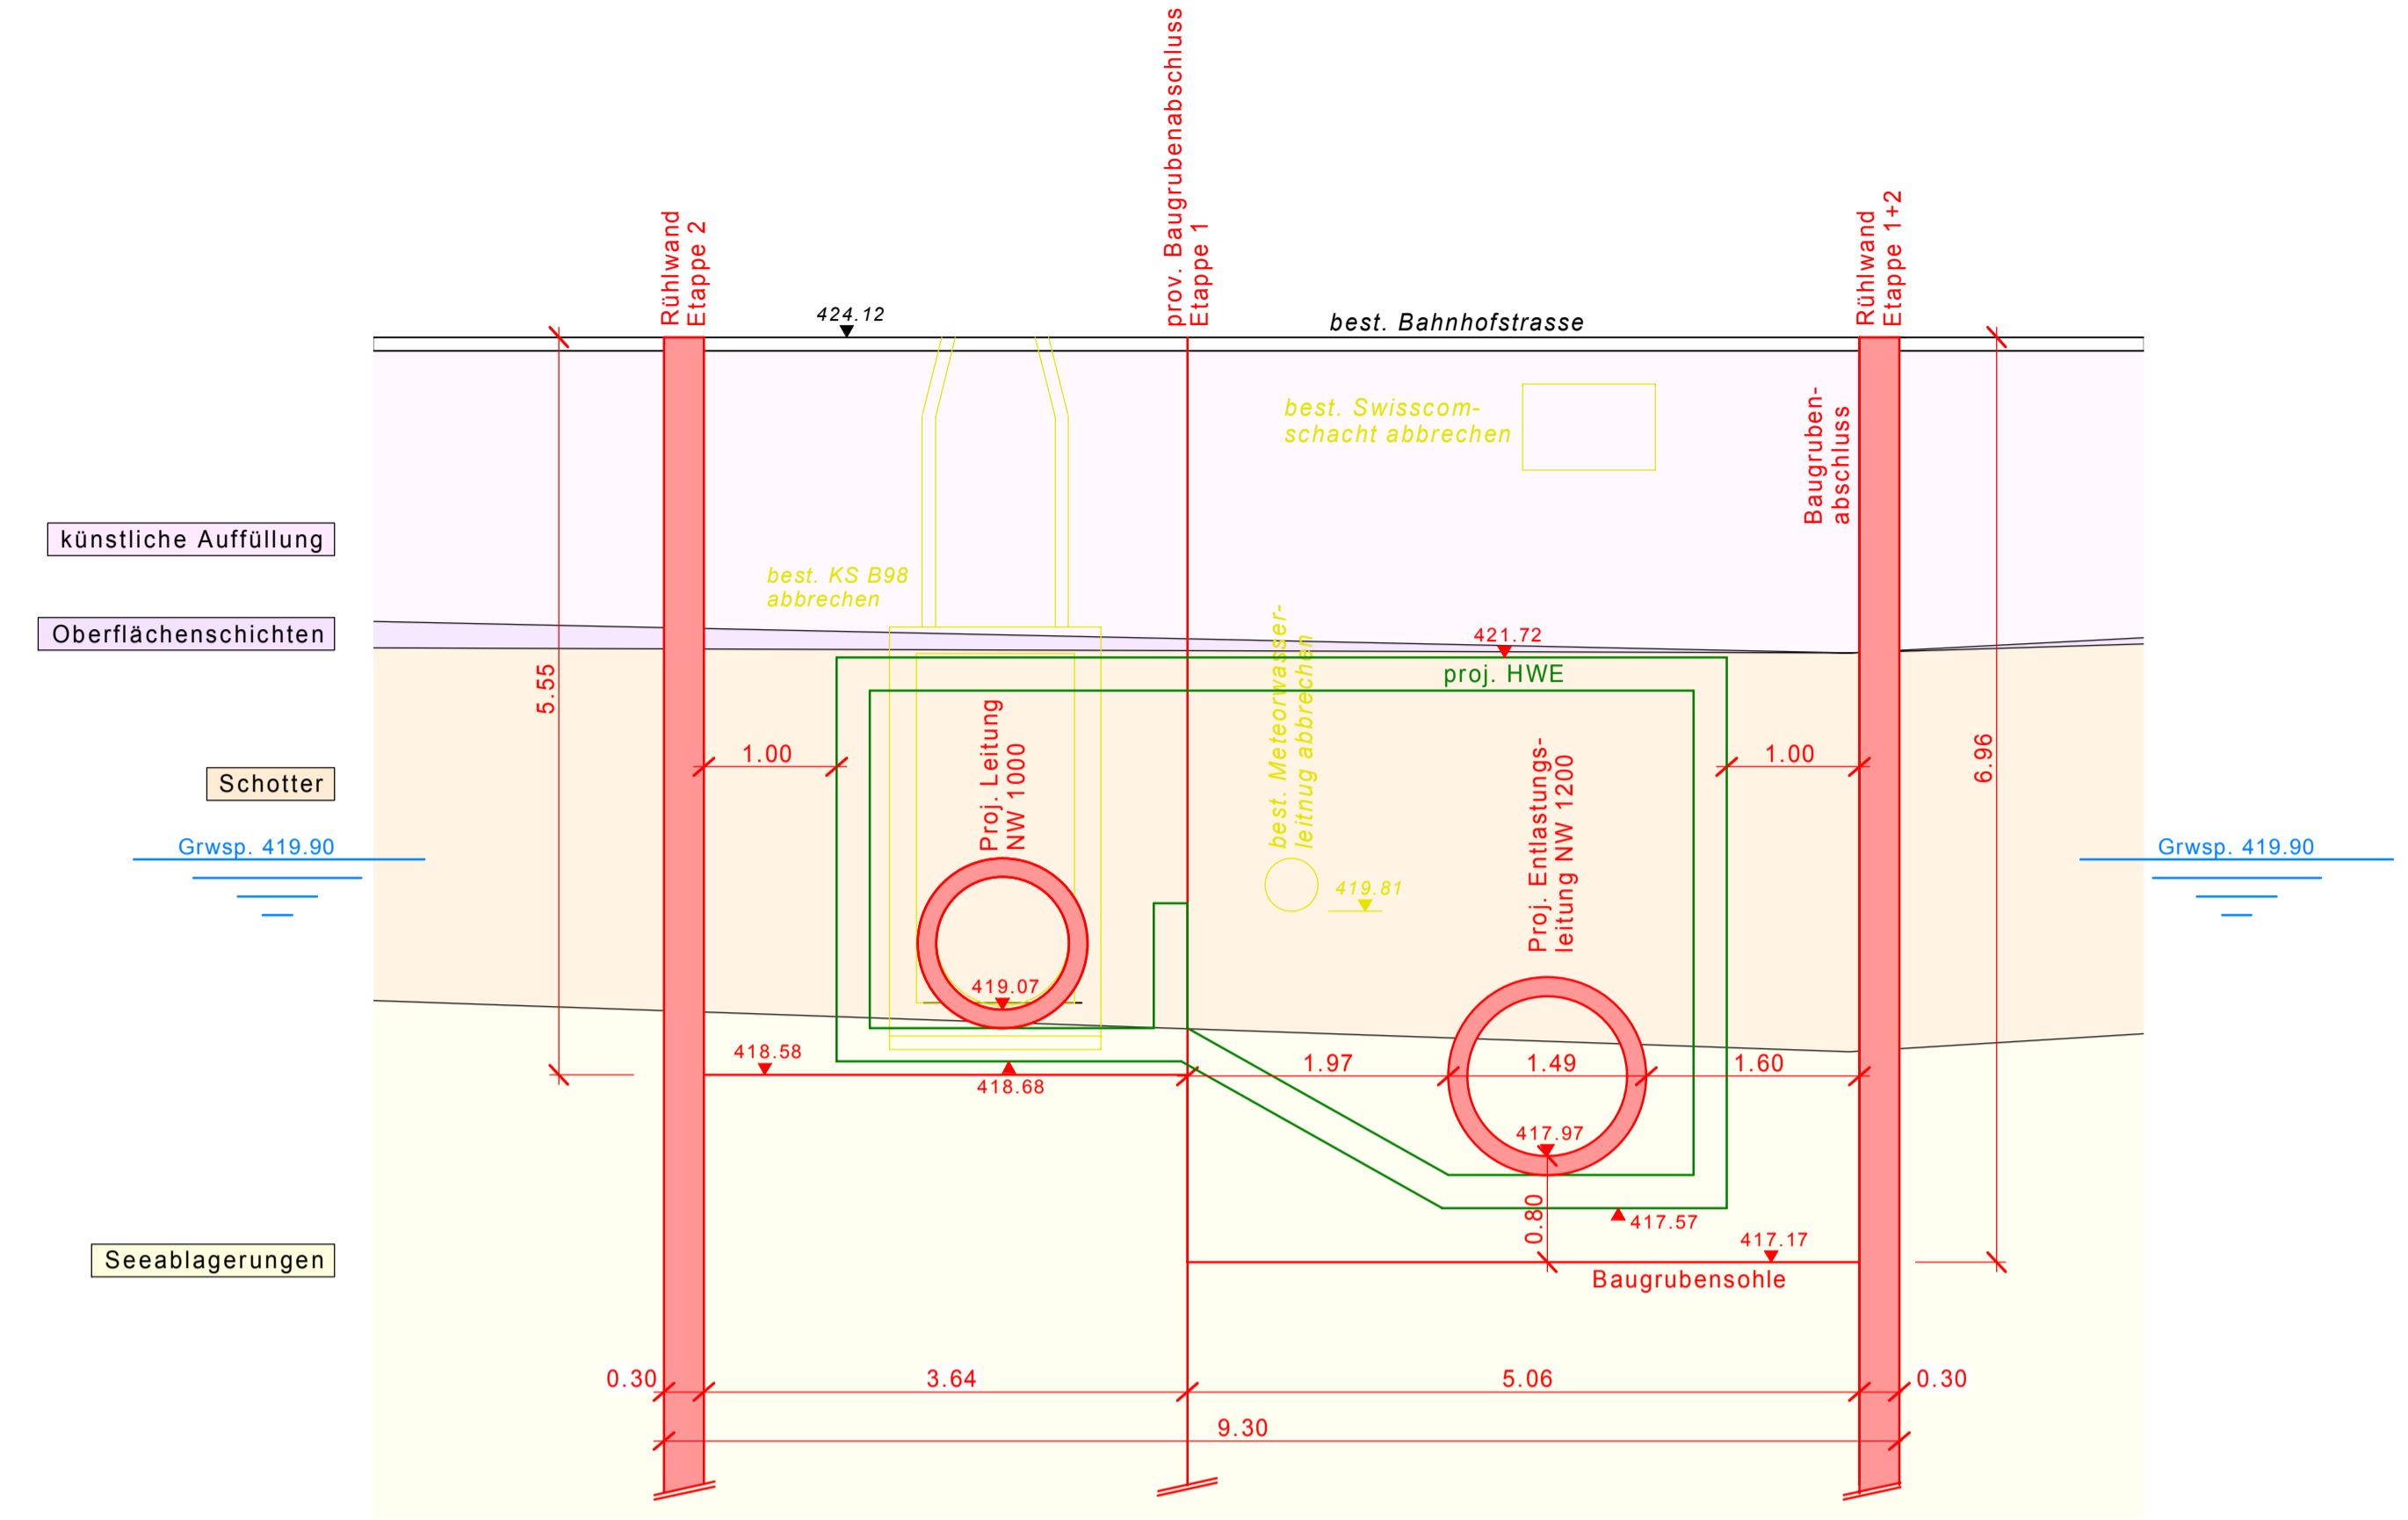 prov. Baugrubenabschluss
Etappe 1
Rühlwand
Etappe 2
Rühlwand
Etappe 1+2
424.12
best. Bahnhofstrasse
best. Swisscom-
schacht abbrechen
Baugruben-
abschluss
künstliche Auffüllung
best. KS B98
abbrechen
Oberflächenschichten
421.72
proj. HWE
5.55
best. Meteorwasser-
leitnug abbrechen
Proj. Leitung
NW 1000
1.00
1.00
6.96
Schotter
Proj. Entlastungs-
leitung NW 1200
Grwsp. 419.90
Grwsp. 419.90
419.81
419.07
418.58
418.68
1.97
1.49
1.60
417.97
0.80
417.57
417.17
Seeablagerungen
Baugrubensohle
0.30
3.64
5.06
0.30
9.30